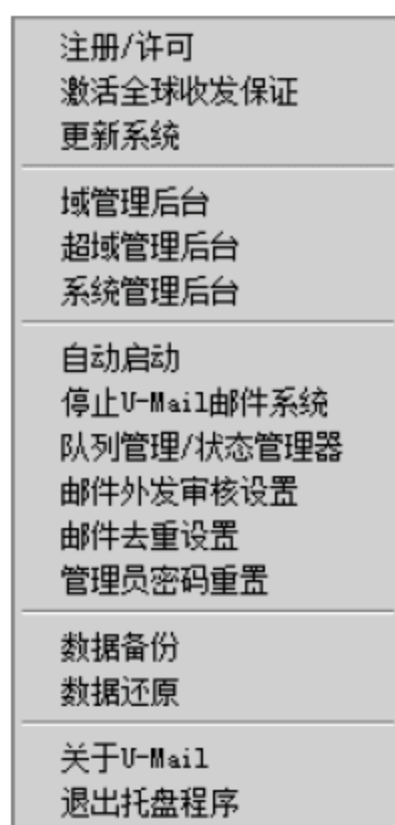 注册/许可
激活全球收发保证
更新系统
域管理后台
超域管理后台
系统管理后台
自动启动
停止U-Mail邮件系统
队列管理/状态管理器
邮件外发审核设置
邮件去重设置
管理员密码重置
数据备份
数据还原
关于U-Mail
退出托盘程序